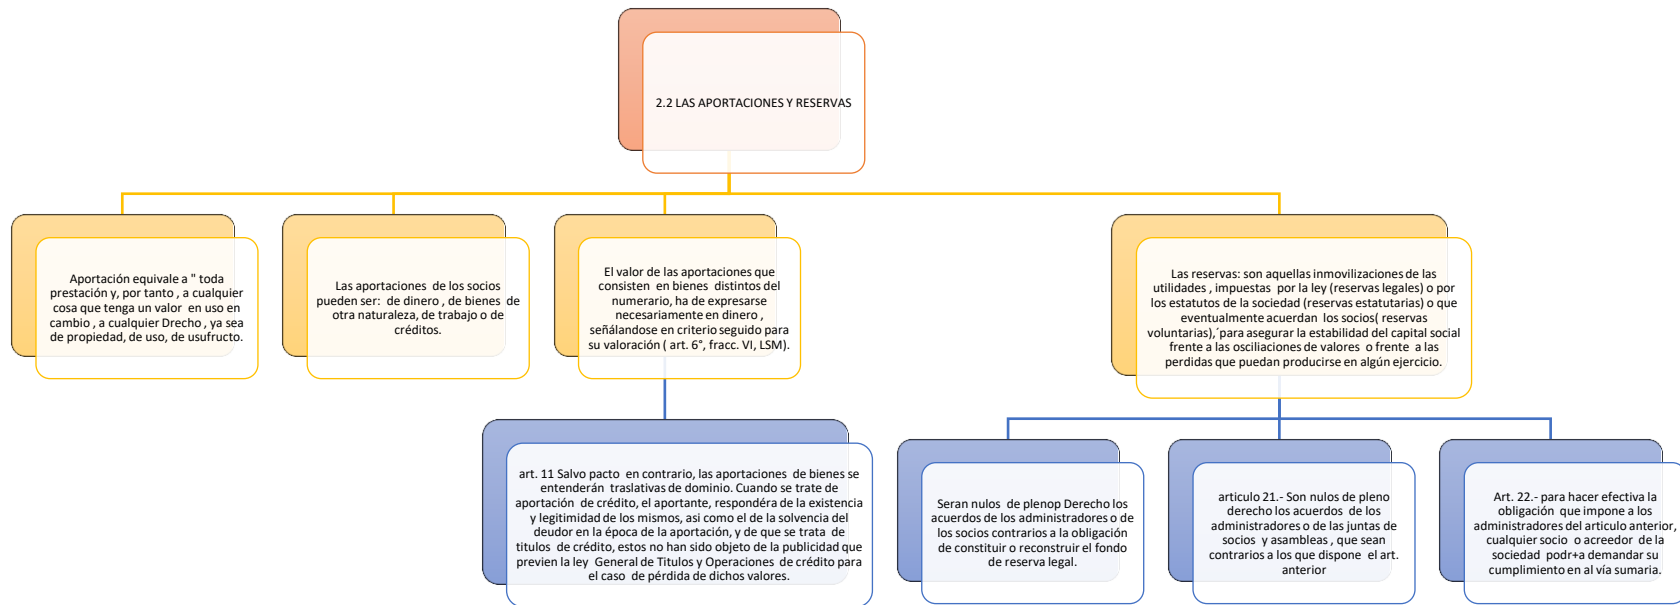 2.2 LAS APORTACIONES Y RESERVAS
Aportación equivale a " toda
prestación y, por tanto , a cualquier
cosa que tenga un valor en uso en
cambio , a cualquier Drecho , ya sea
de propiedad, de uso, de usufructo.
Las aportaciones de los socios
pueden ser: de dinero , de bienes de
otra naturaleza, de trabajo o de
créditos.
El valor de las aportaciones que
consisten en bienes distintos del
numerario, ha de expresarse
necesariamente en dinero ,
señálándose en criterio seguido para
su valoración ( art. 6°, fracc. VI, LSM).
Las reservas: son aquellas inmovilizaciones de las
utilidades , impuestas por la ley (reservas legales) o por
los estatutos de la sociedad (reservas estatutarias) o que
eventualmente acuerdan los socios( reservas
voluntarias),´para asegurar la estabilidad del capital social
frente a las osciliaciones de valores o frente a las
perdidas que puedan producirse en algún ejercicio.
art. 11 Salvo pacto en contrario, las aportaciones de bienes se
entenderán traslativas de dominio. Cuando se trate de
aportación de crédito, el aportante, respondéra de la existencia
y legitimidad de los mismos, asi como el de la solvencia del
deudor en la época de la aportación, y de que se trata de
titulos de crédito, estos no han sido objeto de la publicidad que
previen la ley General de Titulos y Operaciones de crédito para
el caso de pérdida de dichos valores.
Seran nulos de plenop Derecho los
acuerdos de los administradores o de
los socios contrarios a la obligación
de constituir o reconstruir el fondo
de reserva legal.
articulo 21.- Son nulos de pleno
derecho los acuerdos de los
administradores o de las juntas de
socios y asambleas , que sean
contrarios a los que dispone el art.
anterior
Art. 22.- para hacer efectiva la
obligación que impone a los
administradores del articulo anterior,
cualquier socio o acreedor de la
sociedad podr+a demandar su
cumplimiento en al vía sumaria.